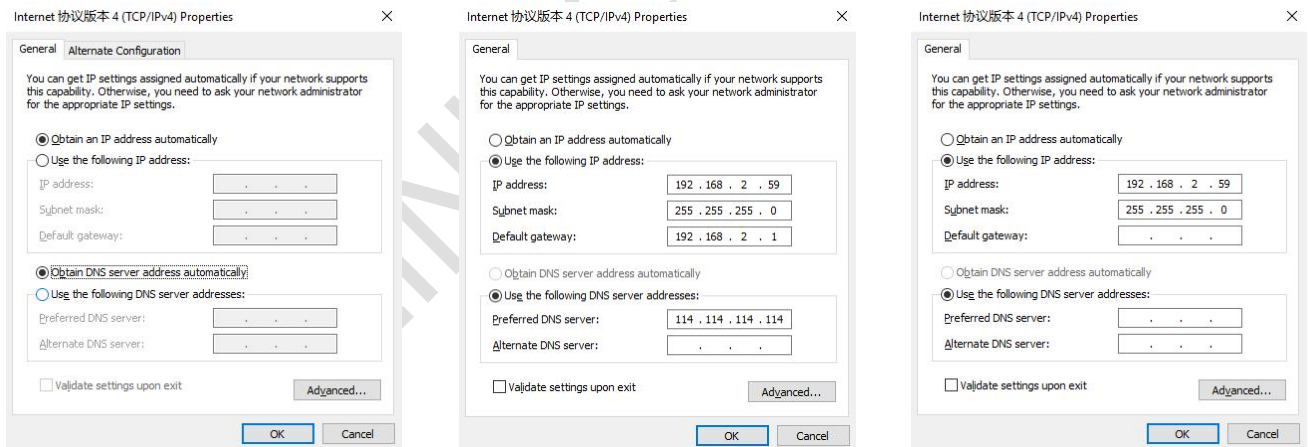 Internet 协议版本 4 (TCP/IPv4) Properties
General
Alternate Configuration
You can get IP settings assigned automatically if your network supports
this capability. Otherwise, you need to ask your network administrator
for the appropriate IP settings.
Obtain an IP address automatically
Use the following IP address:
IP address:
. . .
Subnet mask:
. . .
Default gateway:
. . .
Obtain DNS server address automatically
Use the following DNS server addresses:
Preferred DNS server:
. . .
Alternate DNS server:
. . .
Validate settings upon exit
Advanced...
OK
Cancel
Internet 协议版本 4 (TCP/IPv4) Properties
General
You can get IP settings assigned automatically if your network supports
this capability. Otherwise, you need to ask your network administrator
for the appropriate IP settings.
Obtain an IP address automatically
Use the following IP address:
IP address:
192 . 168 . 2 . 59
Subnet mask:
255 . 255 . 255 . 0
Default gateway:
192 . 168 . 2 . 1
Obtain DNS server address automatically
Use the following DNS server addresses:
Preferred DNS server:
114 . 114 . 114 . 114
Alternate DNS server:
. . .
Validate settings upon exit
Advanced...
OK
Cancel
Internet 协议版本 4 (TCP/IPv4) Properties
General
You can get IP settings assigned automatically if your network supports
this capability. Otherwise, you need to ask your network administrator
for the appropriate IP settings.
Obtain an IP address automatically
Use the following IP address:
IP address:
192 . 168 . 2 . 59
Subnet mask:
255 . 255 . 255 . 0
Default gateway:
. . .
Obtain DNS server address automatically
Use the following DNS server addresses:
Preferred DNS server:
. . .
Alternate DNS server:
. . .
Validate settings upon exit
Advanced...
OK
Cancel